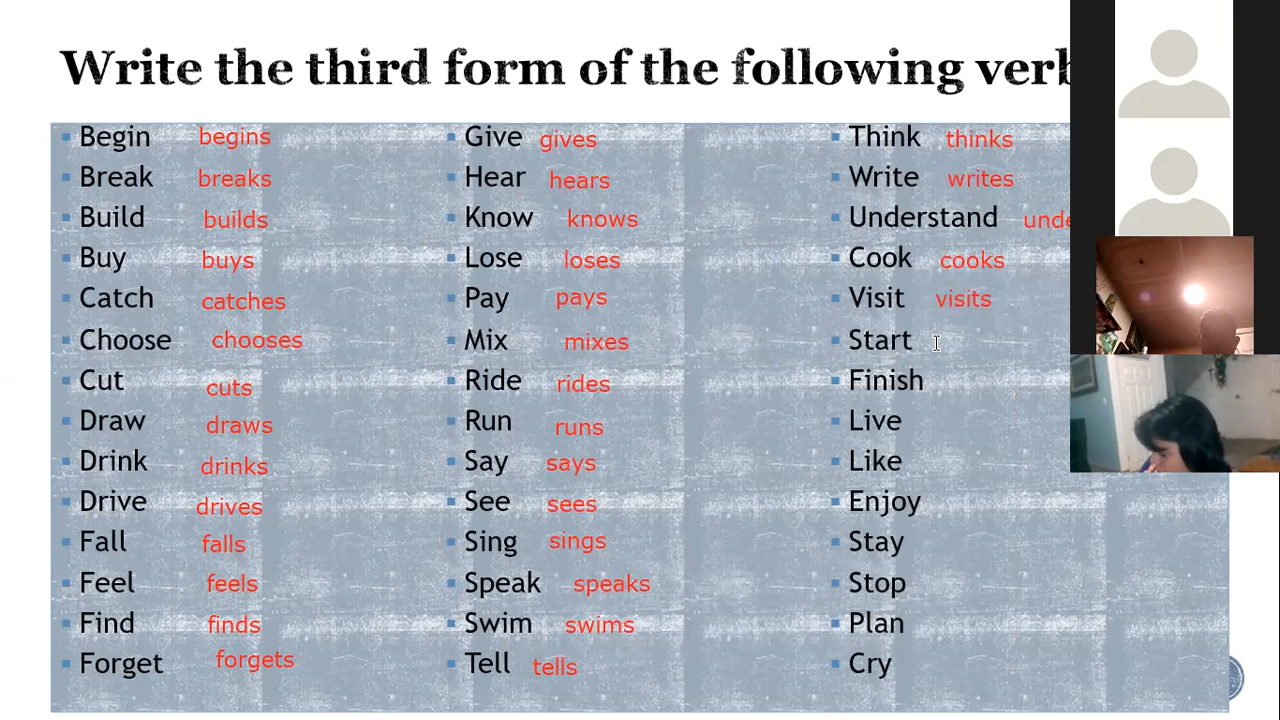 Write the third form of the following verb
Begin begins
Break breaks
Build builds
Buy buys
Catch catches
Choose chooses
Cut cuts
Draw draws
Drink drinks
Drive drives
Fall falls
Feel feels
Find finds
Forget forgets
Give gives
Hear hears
Know knows
Lose loses
Pay pays
Mix mixes
Ride rides
Run runs
Say says
See sees
Sing sings
Speak speaks
Swim swims
Tell tells
Think thinks
Write writes
Understand unde
Cook cooks
Visit visits
Start
Finish
Live
Like
Enjoy
Stay
Stop
Plan
Cry